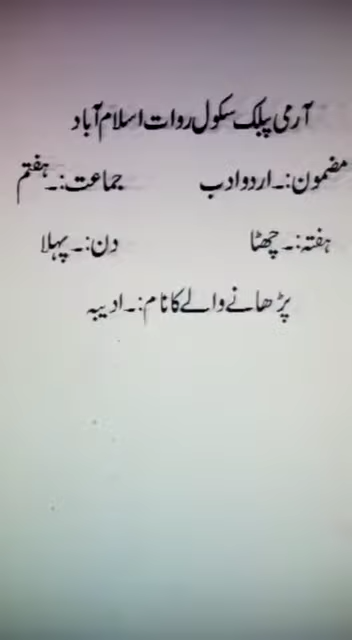 آرمی پبلک سکول روات اسلام آباد
مضمون:۔اردو ادب جماعت:۔ہفتم
ہفتہ:۔چھٹا دن:۔پہلا
پڑھانے والے کا نام:۔ادیبہ